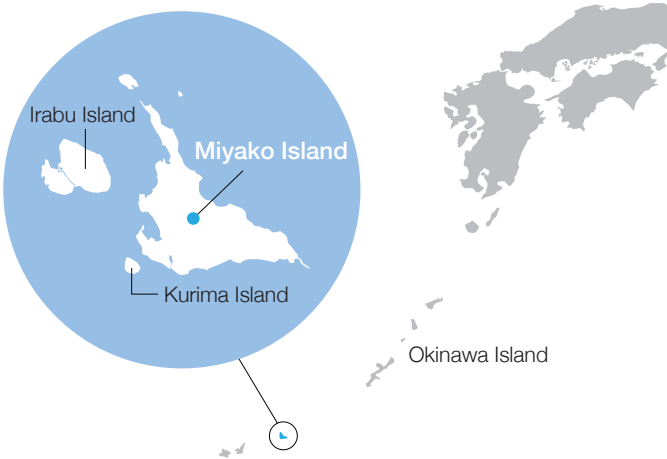 Irabu Island
Miyako Island
Kurima Island
Okinawa Island